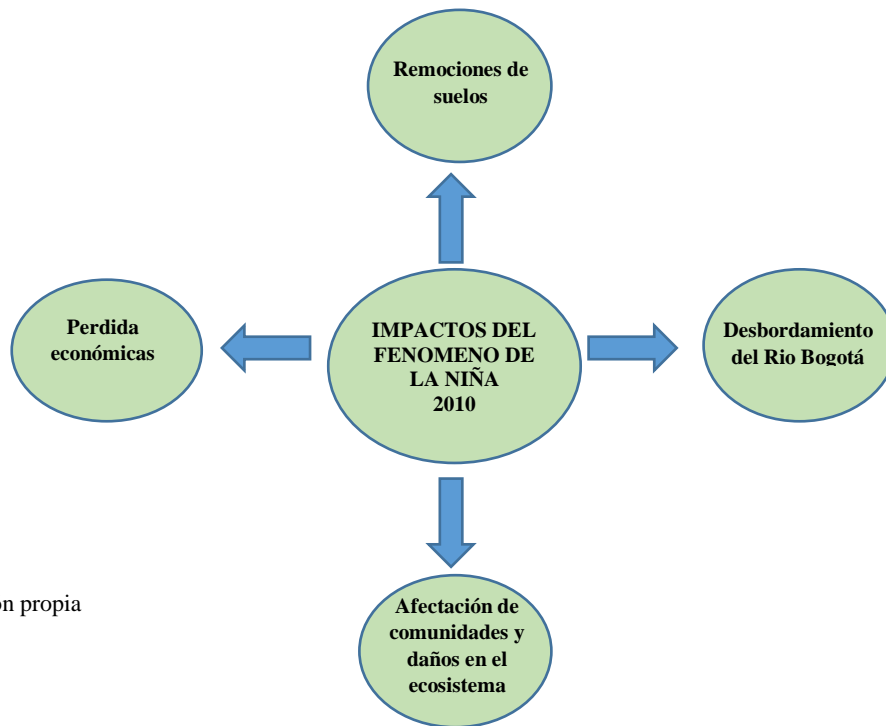 Remociones de
suelos
Perdida
económicas
IMPACTOS DEL
FENOMENO DE
LA NIÑA
2010
Desbordamiento
del Rio Bogotá
Afectación de
comunidades y
daños en el
ecosistema
n propia